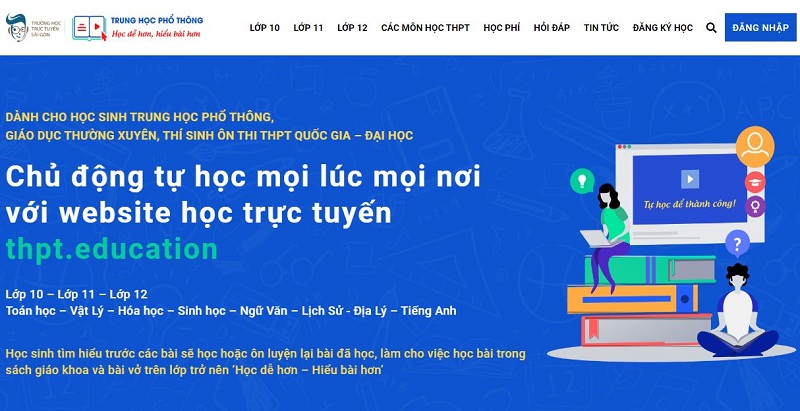 TRƯỜNG HỌC
TRỰC TUYẾN
SÀI GÒN
TRUNG HỌC PHỔ THÔNG
Học dễ hơn, hiểu bài hơn
LỚP 10 LỚP 11 LỚP 12 CÁC MÔN HỌC THPT HỌC PHÍ HỎI ĐÁP TIN TỨC ĐĂNG KÝ HỌC ĐĂNG NHẬP
DÀNH CHO HỌC SINH TRUNG HỌC PHỔ THÔNG,
GIÁO DỤC THƯỜNG XUYÊN, THÍ SINH ÔN THI THPT QUỐC GIA – ĐẠI HỌC
Chủ động tự học mọi lúc mọi nơi
với website học trực tuyến
thpt.education
Tự học để thành công!
?
Lớp 10 – Lớp 11 – Lớp 12
Toán học – Vật Lý – Hóa học – Sinh học – Ngữ Văn – Lịch Sử - Địa Lý – Tiếng Anh
Học sinh tìm hiểu trước các bài sẽ học hoặc ôn luyện lại bài đã học, làm cho việc học bài trong
sách giáo khoa và bài vở trên lớp trở nên ‘Học dễ hơn – Hiểu bài hơn’